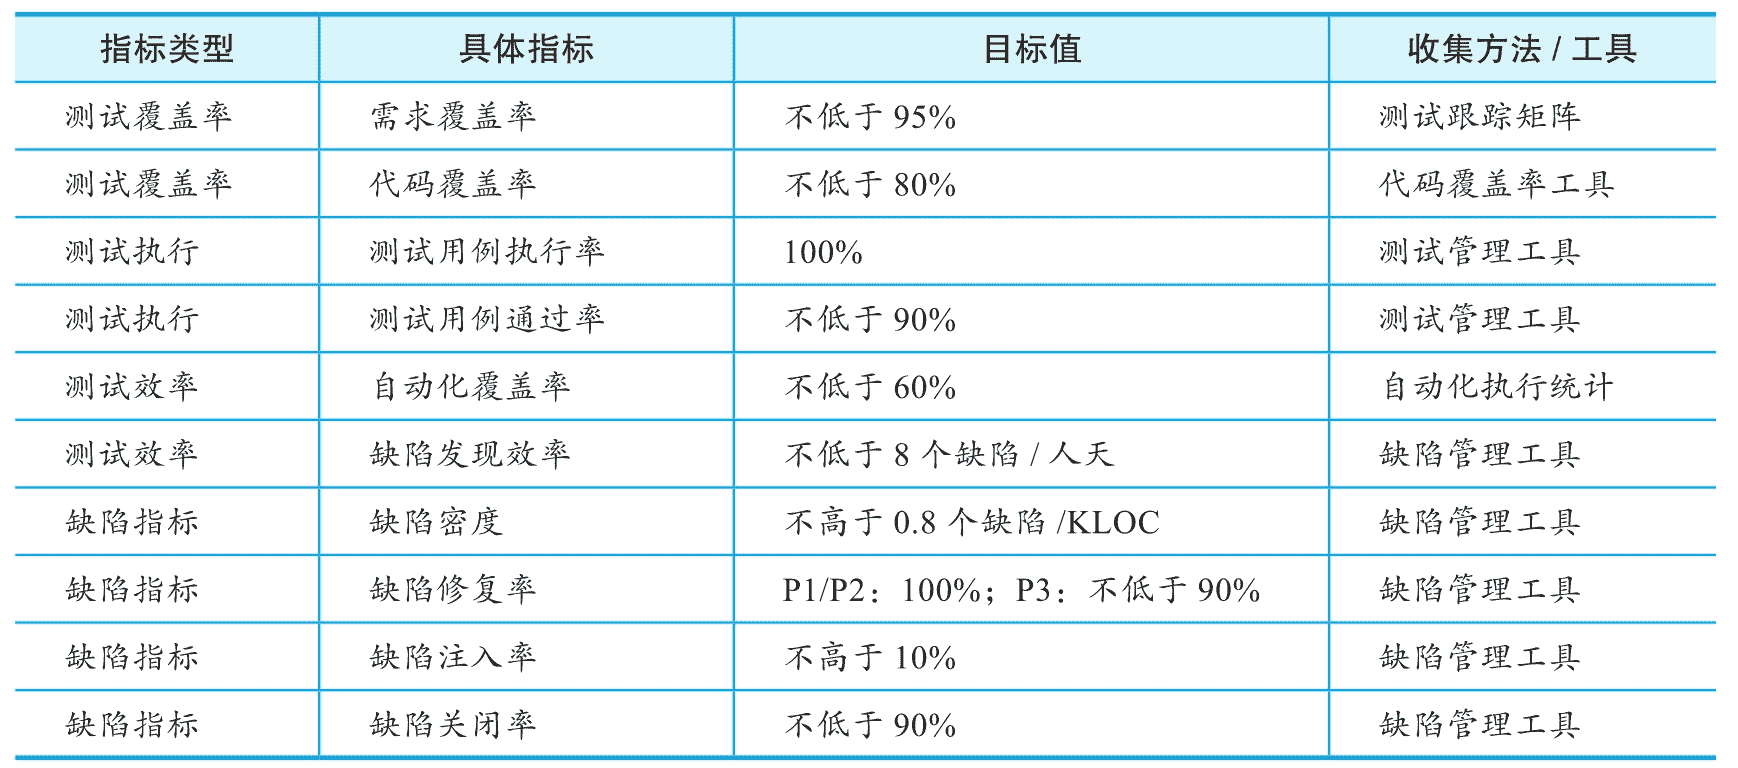 指标类型 具体指标 目标值 收集方法 / 工具
测试覆盖率 需求覆盖率 不低于 95% 测试跟踪矩阵
测试覆盖率 代码覆盖率 不低于 80% 代码覆盖率工具
测试执行 测试用例执行率 100% 测试管理工具
测试执行 测试用例通过率 不低于 90% 测试管理工具
测试效率 自动化覆盖率 不低于 60% 自动化执行统计
测试效率 缺陷发现效率 不低于 8 个缺陷 / 人天 缺陷管理工具
缺陷指标 缺陷密度 不高于 0.8 个缺陷 /KLOC 缺陷管理工具
缺陷指标 缺陷修复率 P1/P2：100%；P3：不低于 90% 缺陷管理工具
缺陷指标 缺陷注入率 不高于 10% 缺陷管理工具
缺陷指标 缺陷关闭率 不低于 90% 缺陷管理工具